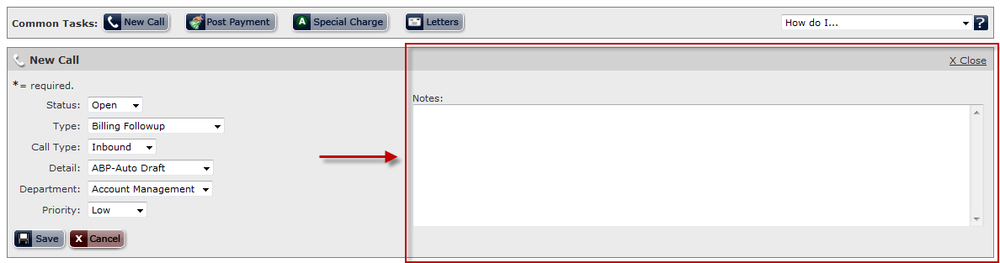 Common Tasks: New Call Post Payment A Special Charge Letters How do I... ?
New Call X Close
*= required.
Notes:
Status: Open
Type: Billing Followup
Call Type: Inbound
Detail: ABP-Auto Draft
Department: Account Management
Priority: Low
Save X Cancel